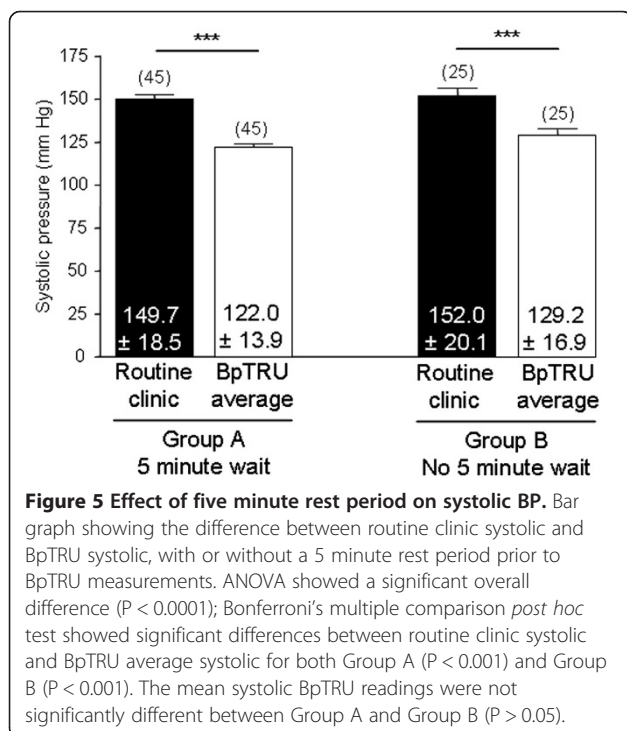 *** ***
175
(45) (25)
150
(45) (25)
125
100
75
50
25
0
Systolic pressure (mm Hg)
149.7 122.0 152.0 129.2
± 18.5 ± 13.9 ± 20.1 ± 16.9
Routine BpTRU Routine BpTRU
clinic average clinic average
Group A Group B
5 minute wait No 5 minute wait
Figure 5 Effect of five minute rest period on systolic BP. Bar
graph showing the difference between routine clinic systolic and
BpTRU systolic, with or without a 5 minute rest period prior to
BpTRU measurements. ANOVA showed a significant overall
difference (P < 0.0001); Bonferroni's multiple comparison post hoc
test showed significant differences between routine clinic systolic
and BpTRU average systolic for both Group A (P < 0.001) and Group
B (P < 0.001). The mean systolic BpTRU readings were not
significantly different between Group A and Group B (P > 0.05).